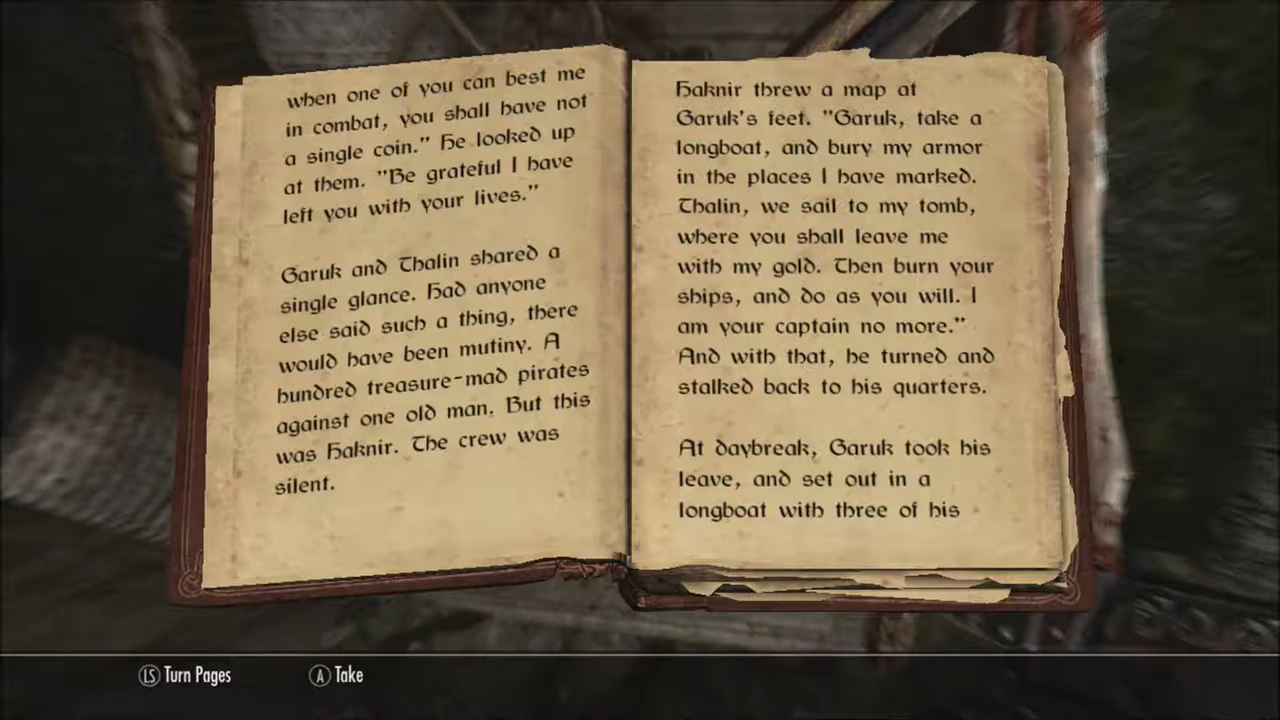 when one of you can best me
in combat, you shall have not
a single coin." He looked up
at them. "Be grateful I have
left you with your lives."
Garuk and Thalin shared a
single glance. Had anyone
else said such a thing, there
would have been mutiny. A
hundred treasure-mad pirates
against one old man. But this
was Haknir. The crew was
silent.
Haknir threw a map at
Garuk's feet. "Garuk, take a
longboat, and bury my armor
in the places I have marked.
Thalin, we sail to my tomb,
where you shall leave me
with my gold. Then burn your
ships, and do as you will. I
am your captain no more."
And with that, he turned and
stalked back to his quarters.
At daybreak, Garuk took his
leave, and set out in a
longboat with three of his
LS Turn Pages
A Take